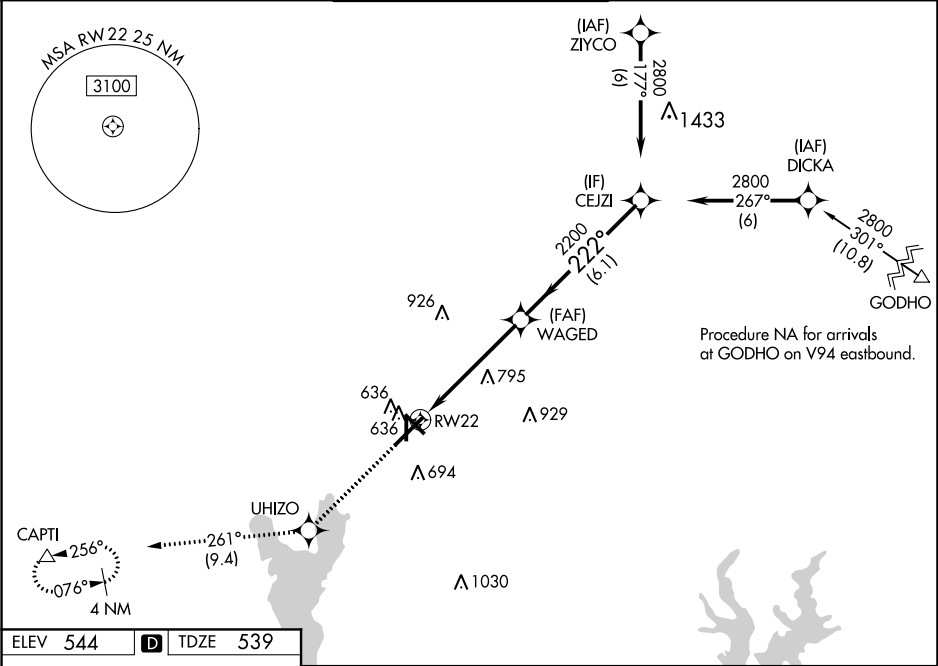 MSA RW22 25 NM
3100
(IAF)
ZIYCO
2800
177°
(6)
1433
(IAF)
DICKA
2800
267°
(6)
2800
301°
(10.8)
GODHO
(IF)
CEJZI
2200
222°
(6.1)
(FAF)
WAGED
Procedure NA for arrivals
at GODHO on V94 eastbound.
926
795
636
636
RW22
929
694
UHIZO
261°
(9.4)
CAPTI
256°
076°
4 NM
1030
ELEV 544 D TDZE 539